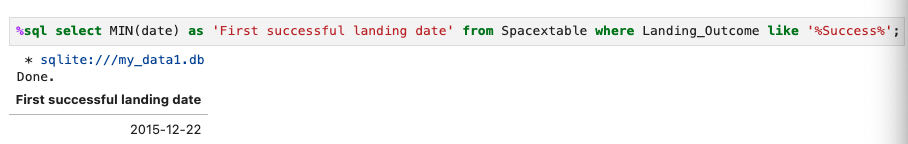 %sql select MIN(date) as 'First successful landing date' from Spacextable where Landing_Outcome like '%Success%';
* sqlite:///my_data1.db
Done.
First successful landing date
2015-12-22